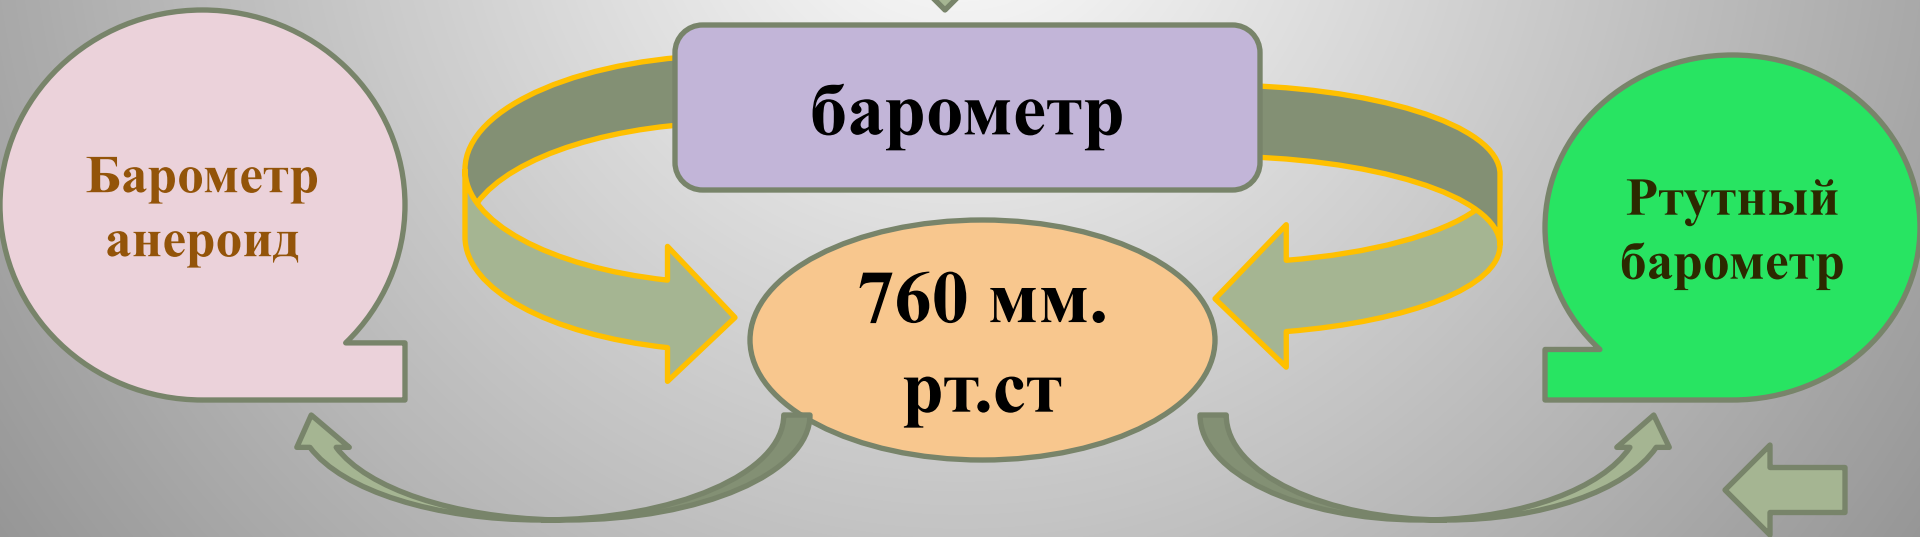 барометр
Барометр
анероид
760 мм.
рт.ст
Ртутный
барометр